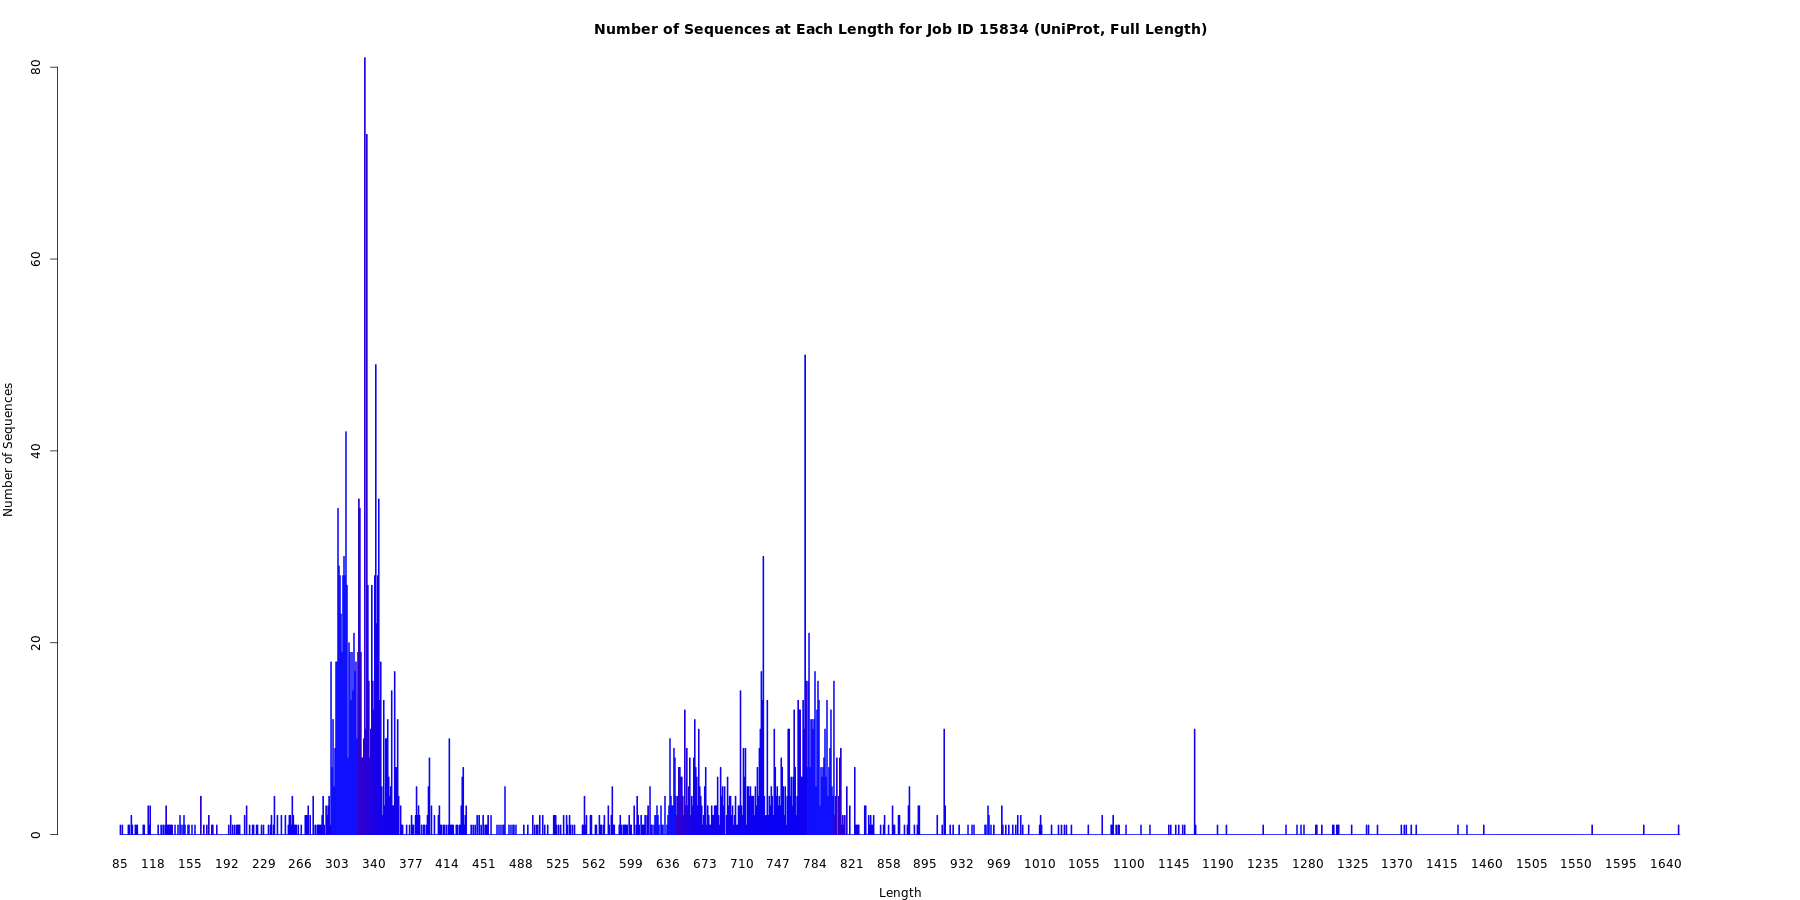 Number of Sequences at Each Length for Job ID 15834 (UniProt, Full Length)
Number of Sequences
80
60
40
20
0
85 118 155 192 229 266 303 340 377 414 451 488 525 562 599 636 673 710 747 784 821 858 895 932 969 1010 1055 1100 1145 1190 1235 1280 1325 1370 1415 1460 1505 1550 1595 1640
Length